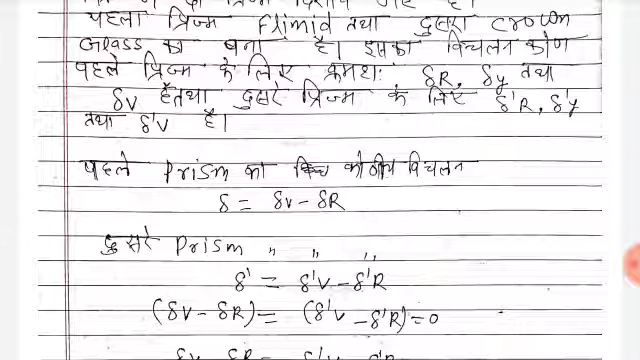 पहला प्रिज्म Flimid तथा दुसरा crown
Glass का बना है। इसका विचलन कोण
पहले प्रिज्म के लिए क्रमशः δR, δy तथा
δv है तथा दुसरे प्रिज्म के लिए δ'R, δ'y
तथा δ'v है।
पहले Prism का कोणीय विचलन
δ = δv - δR
दुसरे Prism " " "
δ' = δ'v - δ'R
(δv - δR) = (δ'v - δ'R) = 0